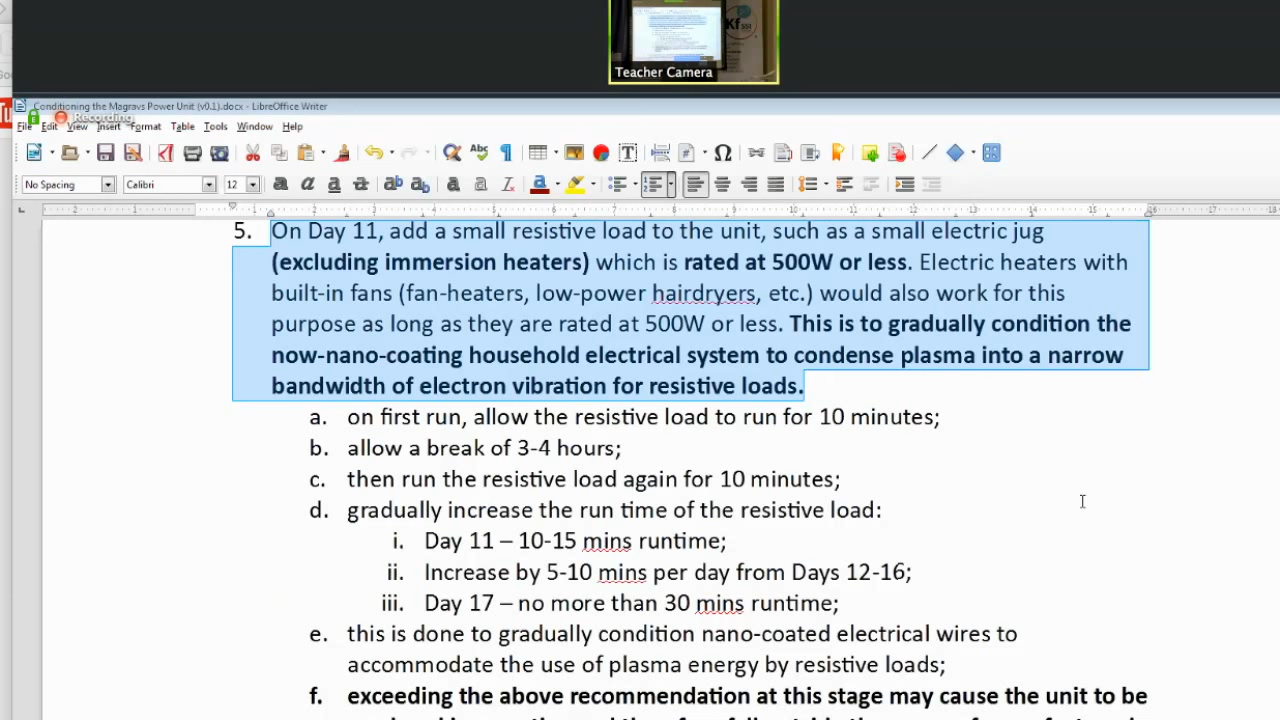 Kf SSR
Teacher Camera
Conditioning the Magravs Power Unit (v0.1).docx - LibreOffice Writer
Recording
File Edit View Insert Format Table Tools Window Help
No Spacing Calibri 12
5. On Day 11, add a small resistive load to the unit, such as a small electric jug
(excluding immersion heaters) which is rated at 500W or less. Electric heaters with
built-in fans (fan-heaters, low-power hairdryers, etc.) would also work for this
purpose as long as they are rated at 500W or less. This is to gradually condition the
now-nano-coating household electrical system to condense plasma into a narrow
bandwidth of electron vibration for resistive loads.
a. on first run, allow the resistive load to run for 10 minutes;
b. allow a break of 3-4 hours;
c. then run the resistive load again for 10 minutes;
d. gradually increase the run time of the resistive load:
i. Day 11 – 10-15 mins runtime;
ii. Increase by 5-10 mins per day from Days 12-16;
iii. Day 17 – no more than 30 mins runtime;
e. this is done to gradually condition nano-coated electrical wires to
accommodate the use of plasma energy by resistive loads;
f. exceeding the above recommendation at this stage may cause the unit to be